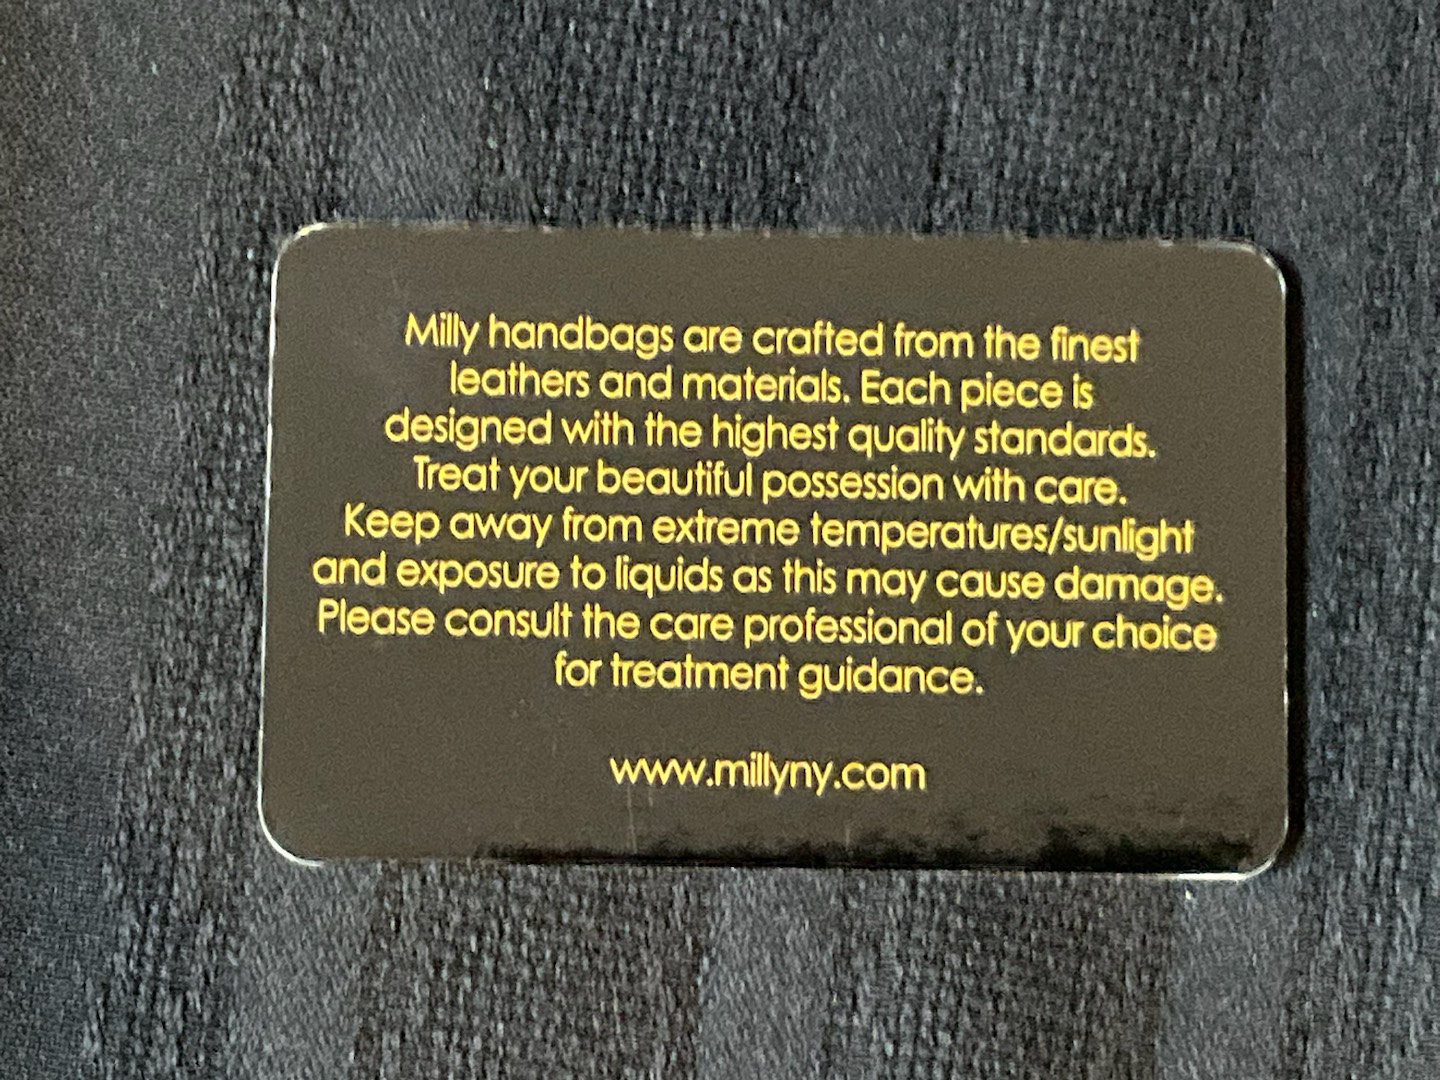 Milly handbags are crafted from the finest
leathers and materials. Each piece is
designed with the highest quality standards.
Treat your beautiful possession with care.
Keep away from extreme temperatures/sunlight
and exposure to liquids as this may cause damage.
Please consult the care professional of your choice
for treatment guidance.
www.millyny.com